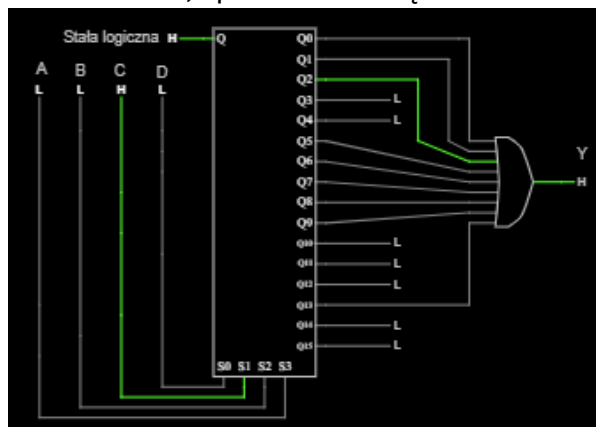 Stała logiczna H Q Q0
A B C D Q1
L L H L Q2
Q3 L
Q4 L
Q5
Q6
Q7
Q8
Q9
Y
H
Q10 L
Q11 L
Q12 L
Q13
Q14 L
Q15 L
S0 S1 S2 S3